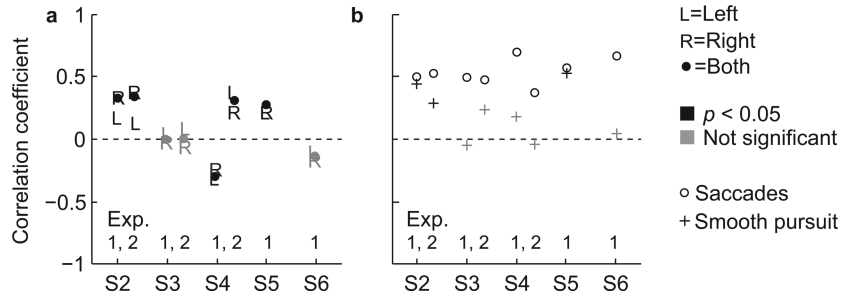 a
b
Correlation coefficient
1
0.5
0
−0.5
−1
R
R
L
L
L
R
L
R
L
R
R
L
R
L
R
Exp.
1, 2
1, 2
1, 2
1
1
S2
S3
S4
S5
S6
Exp.
1, 2
1, 2
1, 2
1
1
S2
S3
S4
S5
S6
L=Left
R=Right
=Both
p < 0.05
Not significant
Saccades
Smooth pursuit